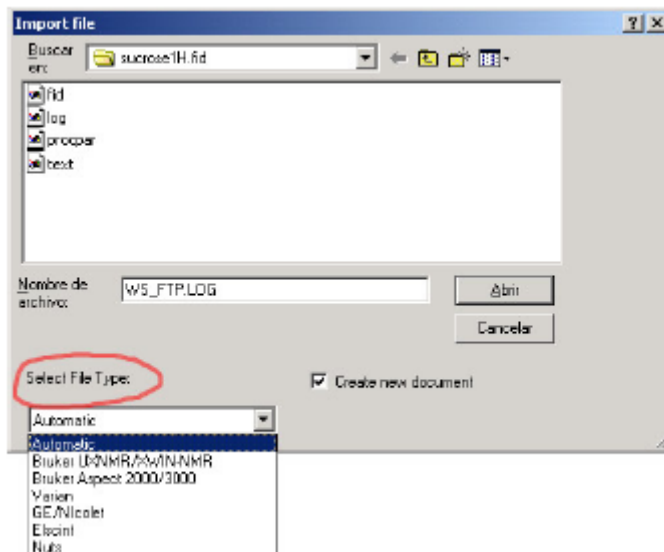 Import file
Buscar en:
sucrose1H.fid
fid
log
procpar
text
Nombre de archivo:
WS_FTP.LOG
Abrir
Cancelar
Select File Type:
Create new document
Automatic
Automatic
Bruker UXNMR/XWIN-NMR
Bruker Aspect 2000/3000
Varian
GE/NIcolet
Elscint
Nuts